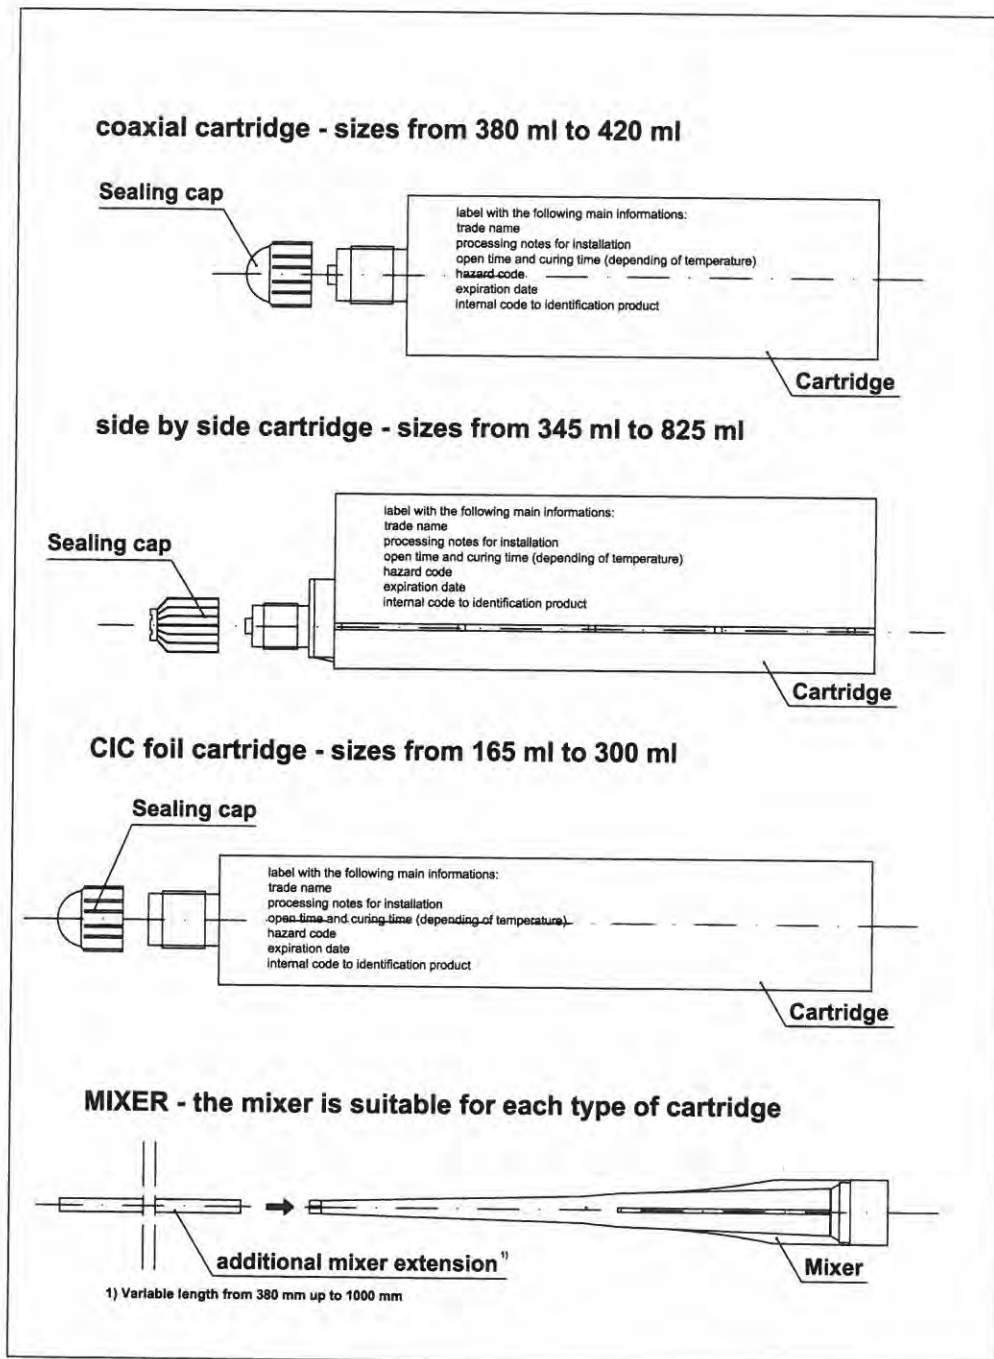 coaxial cartridge - sizes from 380 ml to 420 ml
Sealing cap
label with the following main informations:
trade name
processing notes for installation
open time and curing time (depending of temperature)
hazard code
expiration date
internal code to identification product
Cartridge
side by side cartridge - sizes from 345 ml to 825 ml
Sealing cap
label with the following main informations:
trade name
processing notes for installation
open time and curing time (depending of temperature)
hazard code
expiration date
internal code to identification product
Cartridge
CIC foil cartridge - sizes from 165 ml to 300 ml
Sealing cap
label with the following main informations:
trade name
processing notes for installation
open time and curing time (depending of temperature)
hazard code
expiration date
internal code to identification product
Cartridge
MIXER - the mixer is suitable for each type of cartridge
additional mixer extension 1)
Mixer
1) Variable length from 380 mm up to 1000 mm